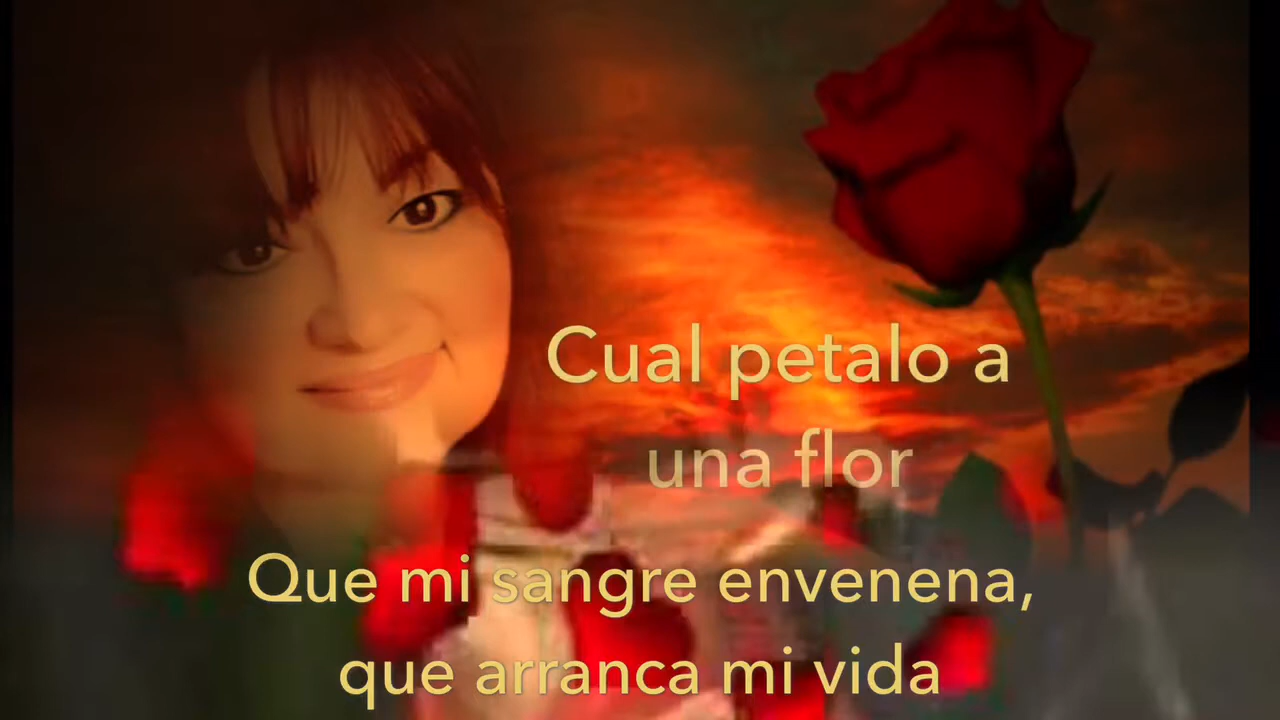 Cual petalo a
una flor
Que mi sangre envenena,
que arranca mi vida